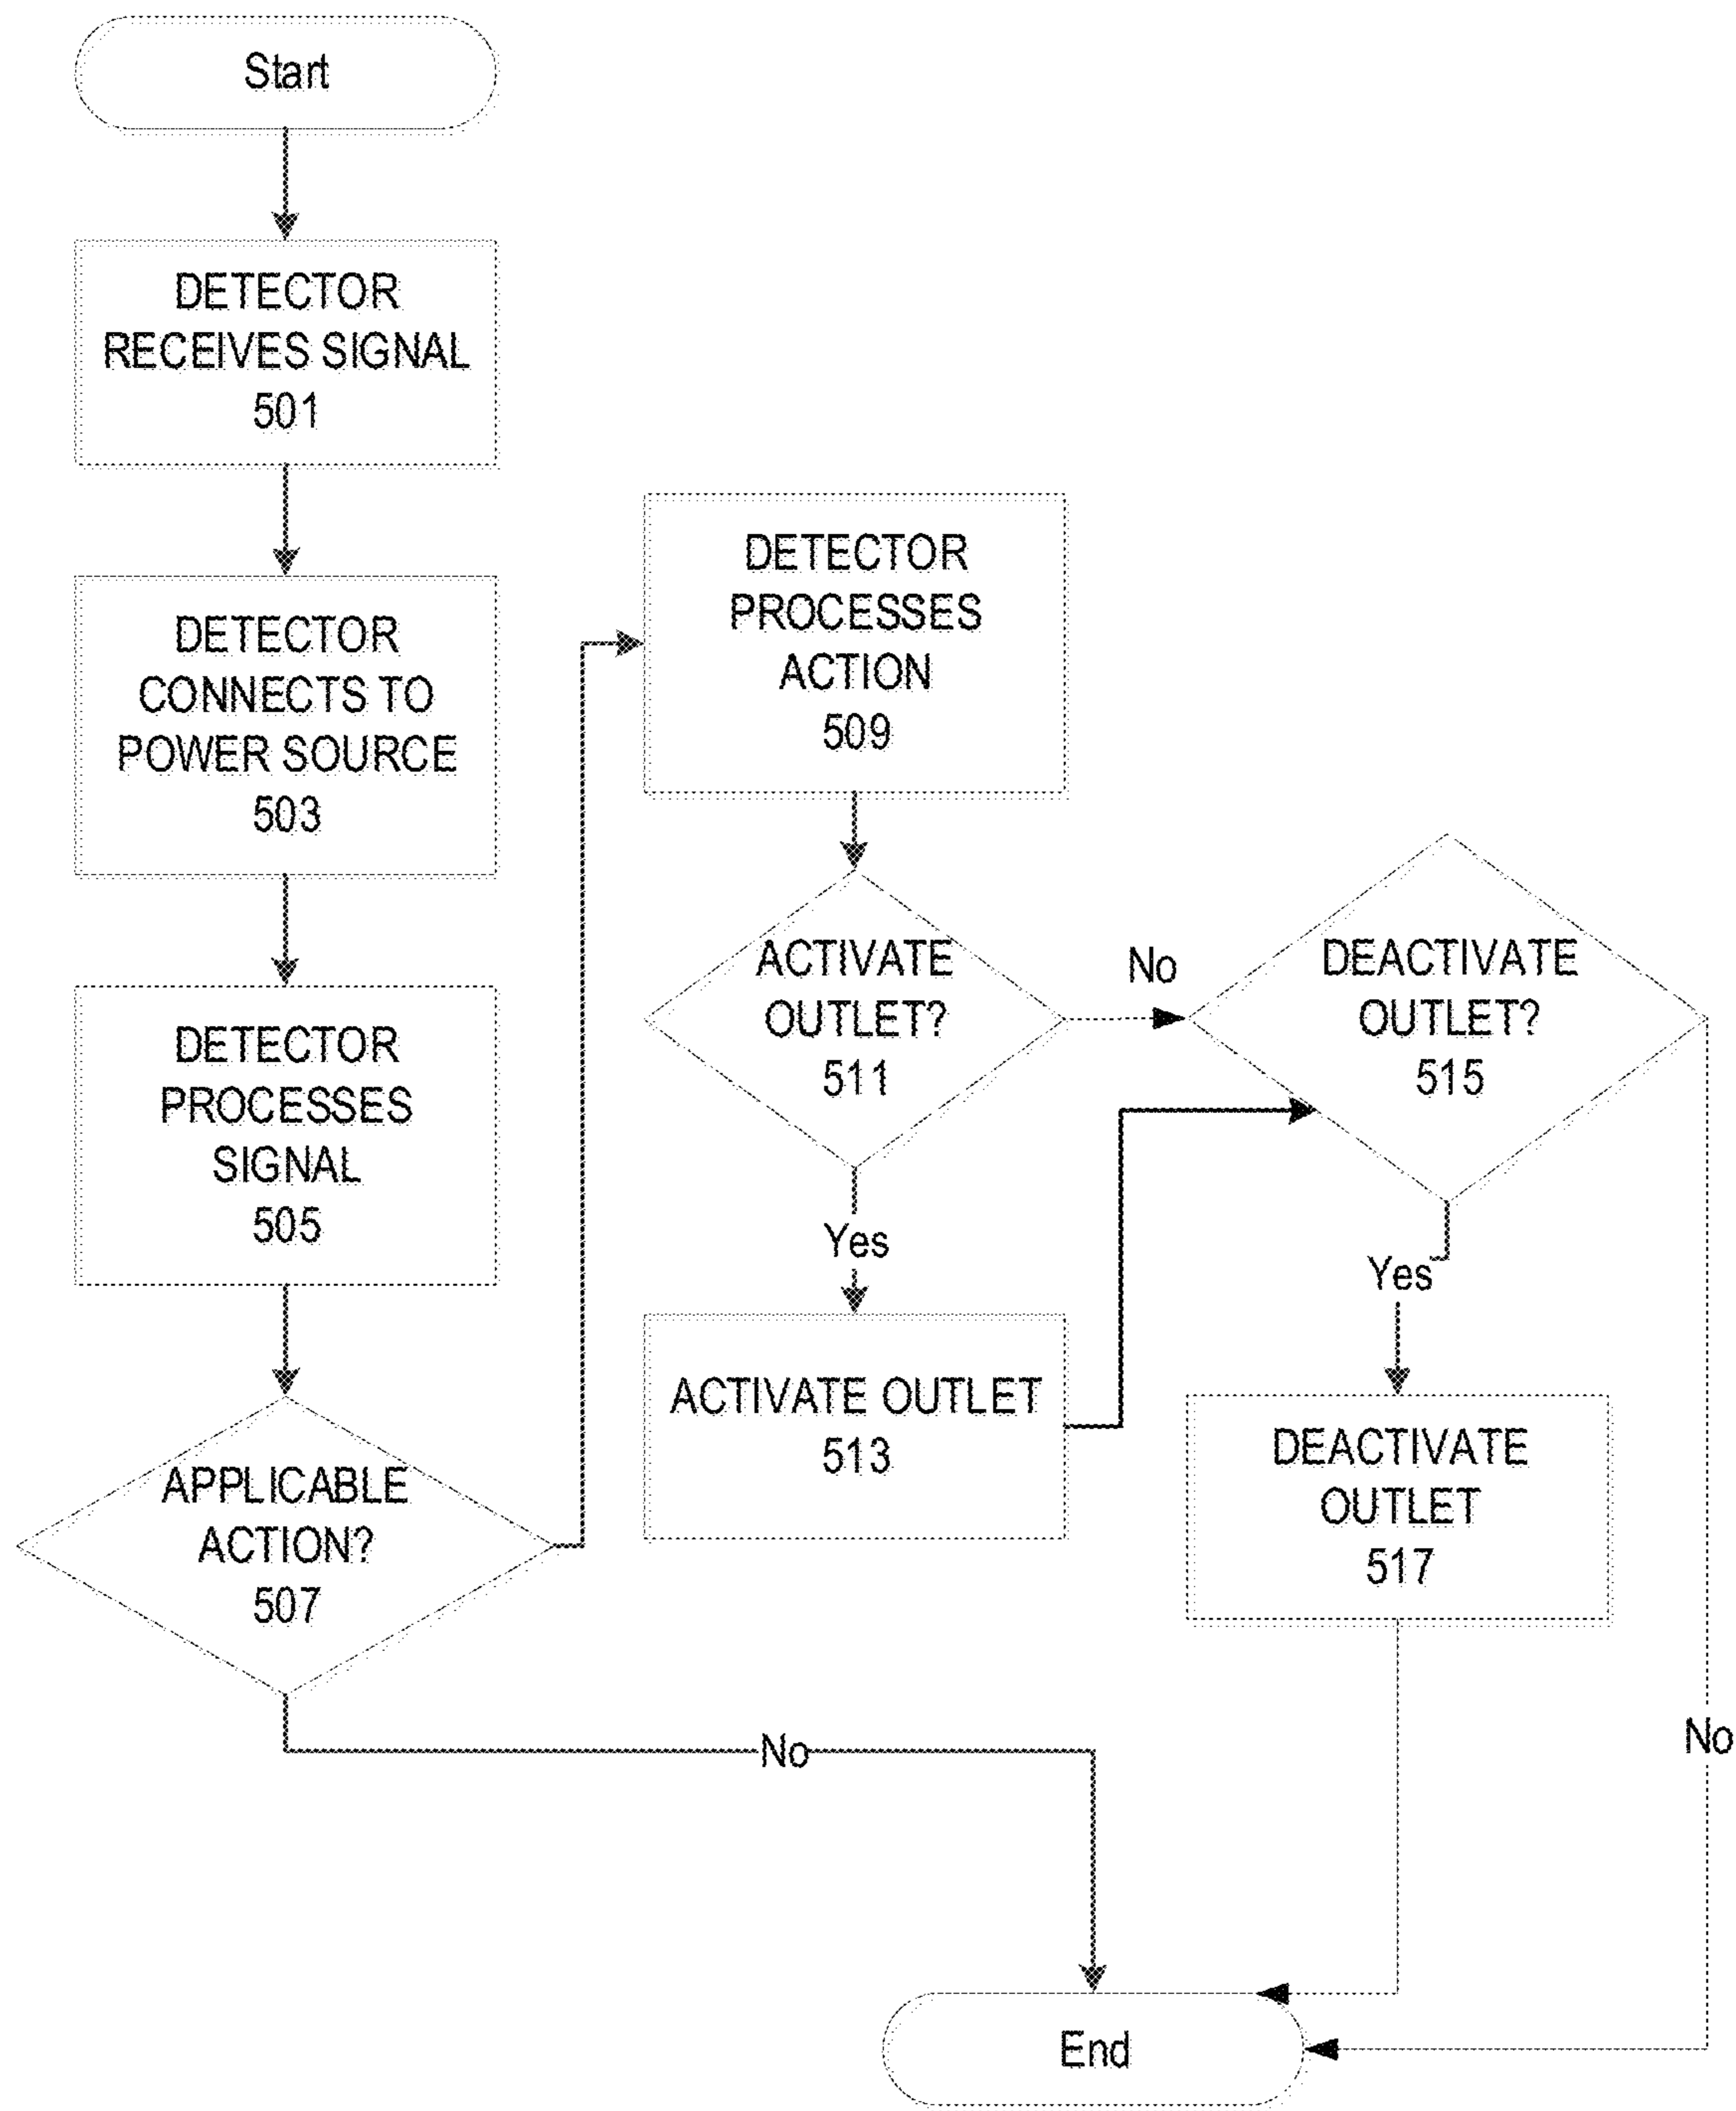 Start
DETECTOR
RECEIVES SIGNAL
501
DETECTOR
CONNECTS TO
POWER SOURCE
503
DETECTOR
PROCESSES
SIGNAL
505
APPLICABLE
ACTION?
507
No
DETECTOR
PROCESSES
ACTION
509
ACTIVATE
OUTLET?
511
No
Yes
ACTIVATE OUTLET
513
DEACTIVATE
OUTLET?
515
Yes
DEACTIVATE
OUTLET
517
No
End